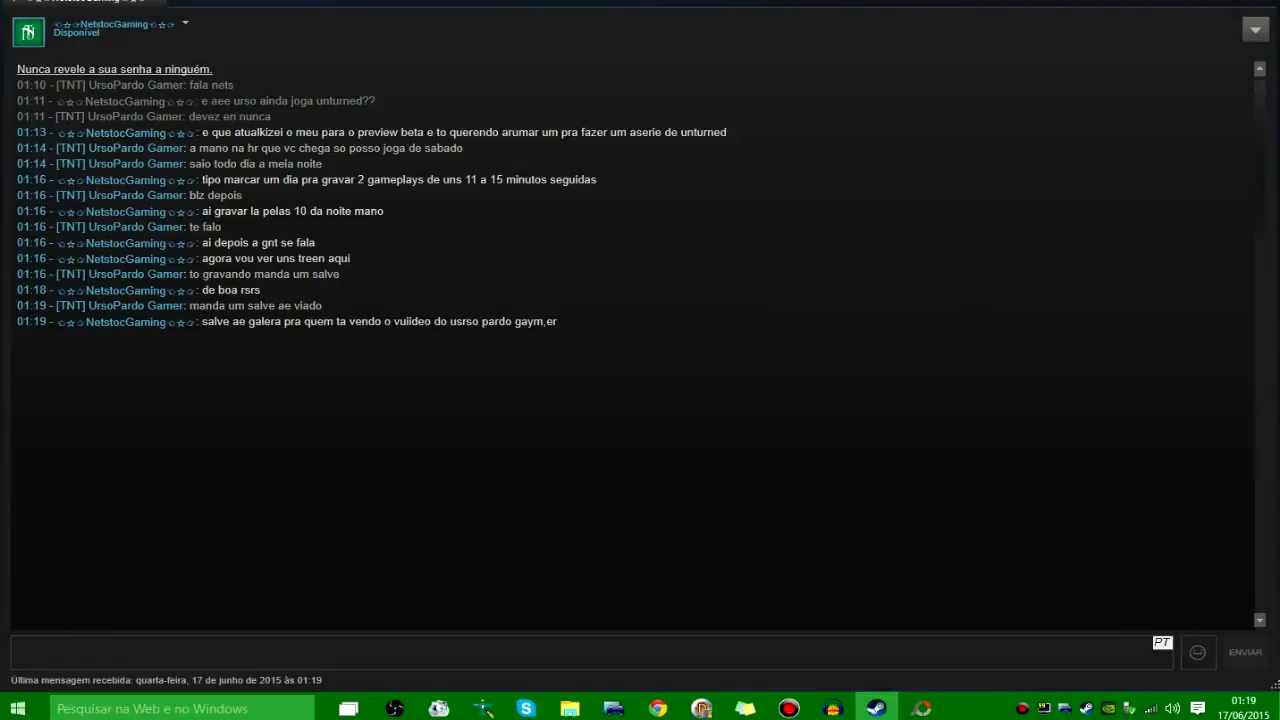 ☜☆☞NetstocGaming☜☆☞
Disponível
Nunca revele a sua senha a ninguém.
01:10 - [TNT] UrsoPardo Gamer: fala nets
01:11 - ☜☆☞NetstocGaming☜☆☞: e aee urso ainda joga unturned??
01:11 - [TNT] UrsoPardo Gamer: devez en nunca
01:13 - ☜☆☞NetstocGaming☜☆☞: e que atualkizei o meu para o preview beta e to querendo arumar um pra fazer um aserie de unturned
01:14 - [TNT] UrsoPardo Gamer: a mano na hr que vc chega so posso joga de sabado
01:14 - [TNT] UrsoPardo Gamer: saio todo dia a meia noite
01:16 - ☜☆☞NetstocGaming☜☆☞: tipo marcar um dia pra gravar 2 gameplays de uns 11 a 15 minutos seguidas
01:16 - [TNT] UrsoPardo Gamer: blz depois
01:16 - ☜☆☞NetstocGaming☜☆☞: ai gravar la pelas 10 da noite mano
01:16 - [TNT] UrsoPardo Gamer: te falo
01:16 - ☜☆☞NetstocGaming☜☆☞: ai depois a gnt se fala
01:16 - ☜☆☞NetstocGaming☜☆☞: agora vou ver uns treen aqui
01:16 - [TNT] UrsoPardo Gamer: to gravando manda um salve
01:18 - ☜☆☞NetstocGaming☜☆☞: de boa rsrs
01:19 - [TNT] UrsoPardo Gamer: manda um salve ae viado
01:19 - ☜☆☞NetstocGaming☜☆☞: salve ae galera pra quem ta vendo o vuiideo do usrso pardo gaym,er
PT
ENVIAR
Última mensagem recebida: quarta-feira, 17 de junho de 2015 às 01:19
Pesquisar na Web e no Windows
01:19
17/06/2015